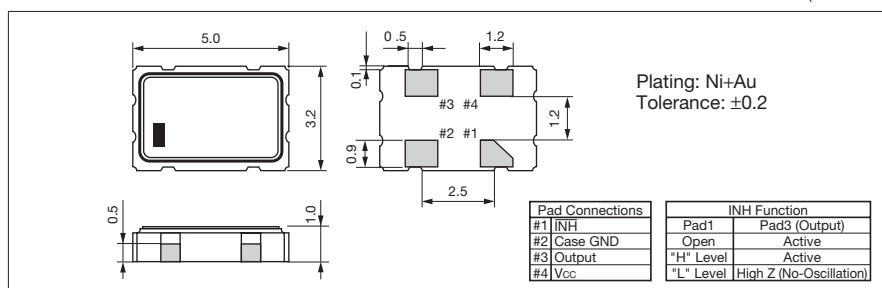 5.0
3.2
0.5
1.0
0 .5
1.2
0.1
#3 #4
#2 #1
1.2
0.9
2.5
Plating: Ni+Au
Tolerance: ±0.2
Pad Connections
#1 INH
#2 Case GND
#3 Output
#4 Vcc
INH Function
Pad1 Pad3 (Output)
Open Active
"H" Level Active
"L" Level High Z (No-Oscillation)